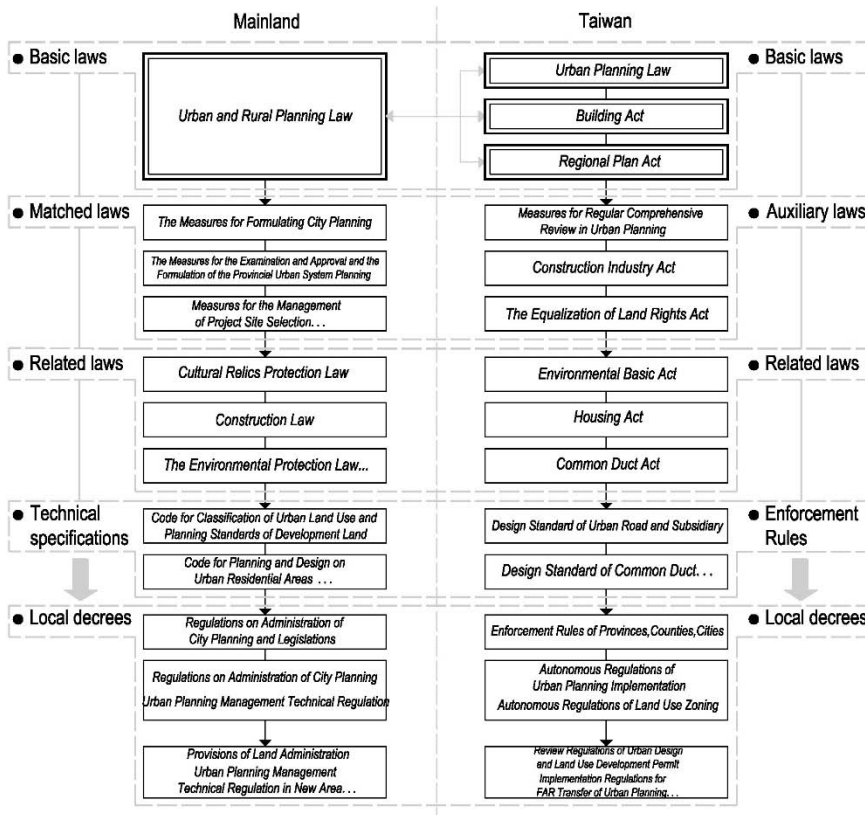 Mainland
Taiwan
● Basic laws
Urban and Rural Planning Law
Urban Planning Law
Building Act
Regional Plan Act
● Basic laws
● Matched laws
The Measures for Formulating City Planning
The Measures for the Examination and Approval and the
Formulation of the Provincial Urban System Planning
Measures for the Management
of Project Site Selection...
Measures for Regular Comprehensive
Review in Urban Planning
Construction Industry Act
The Equalization of Land Rights Act
● Auxiliary laws
● Related laws
Cultural Relics Protection Law
Construction Law
The Environmental Protection Law...
Environmental Basic Act
Housing Act
Common Duct Act
● Related laws
● Technical
specifications
Code for Classification of Urban Land Use and
Planning Standards of Development Land
Code for Planning and Design on
Urban Residential Areas ...
Design Standard of Urban Road and Subsidiary
Design Standard of Common Duct...
● Enforcement
Rules
● Local decrees
Regulations on Administration of
City Planning and Legislations
Regulations on Administration of City Planning
Urban Planning Management Technical Regulation
Provisions of Land Administration
Urban Planning Management
Technical Regulation in New Area...
Enforcement Rules of Provinces,Counties,Cities
Autonomous Regulations of
Urban Planning Implementation
Autonomous Regulations of Land Use Zoning
Review Regulations of Urban Design
and Land Use Development Permit
Implementation Regulations for
FAR Transfer of Urban Planning...
● Local decrees